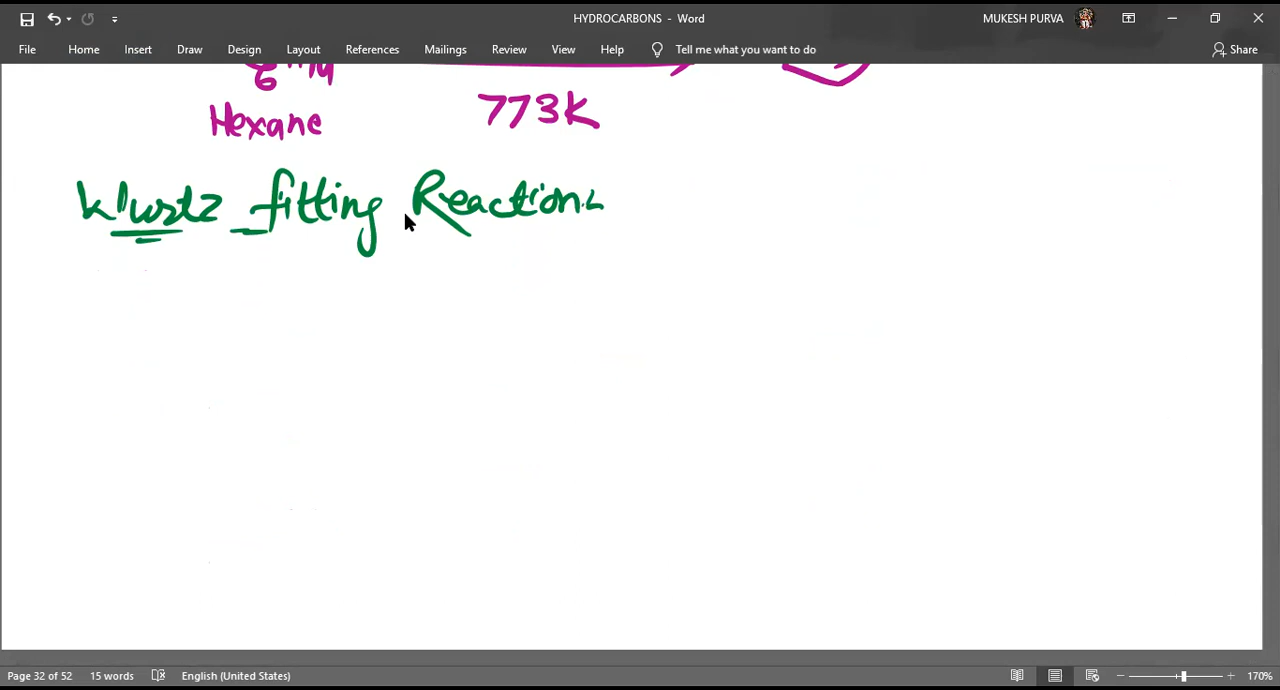 HYDROCARBONS - Word
MUKESH PURVA
File Home Insert Draw Design Layout References Mailings Review View Help Tell me what you want to do Share
6 14
Hexane
773K
Wurtz fitting Reaction:-
Page 32 of 52 15 words English (United States) 170%